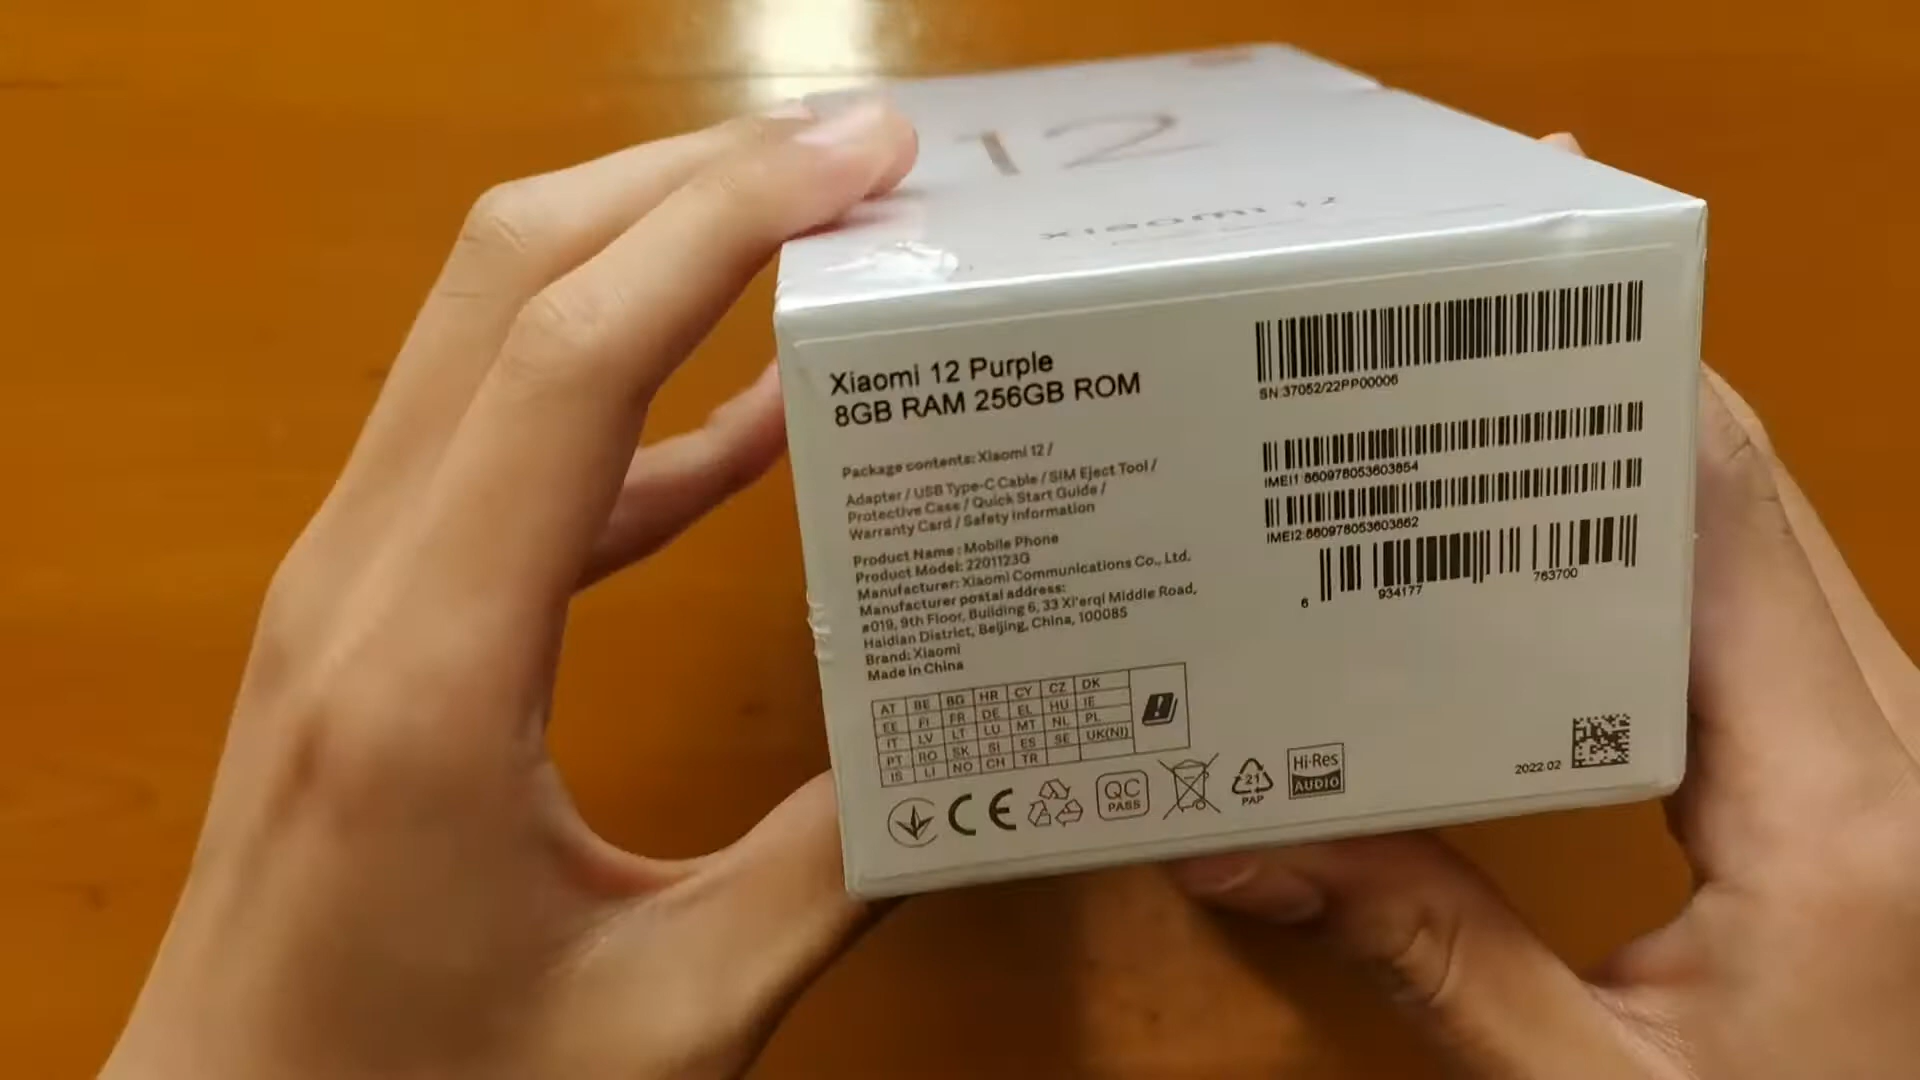 12
xiaomi 12
Xiaomi 12 Purple
8GB RAM 256GB ROM
Package contents: Xiaomi 12 /
Adapter / USB Type-C Cable / SIM Eject Tool /
Protective Case / Quick Start Guide /
Warranty Card / Safety Information
Product Name : Mobile Phone
Product Model: 2201123G
Manufacturer: Xiaomi Communications Co., Ltd.
Manufacturer postal address:
#019, 9th Floor, Building 6, 33 Xi'erqi Middle Road,
Haidian District, Beijing, China, 100085
Brand: Xiaomi
Made in China
AT BE BG HR CY CZ DK
EE FI FR DE EL HU IE
IT LV LT LU MT NL PL
PT RO SK SI ES SE UK(NI)
IS LI NO CH TR
CE
QC
PASS
21
PAP
Hi-Res
AUDIO
SN:37052/22PP00006
IMEI1:860978053603854
IMEI2:860978053603862
6 934177 763700
2022.02